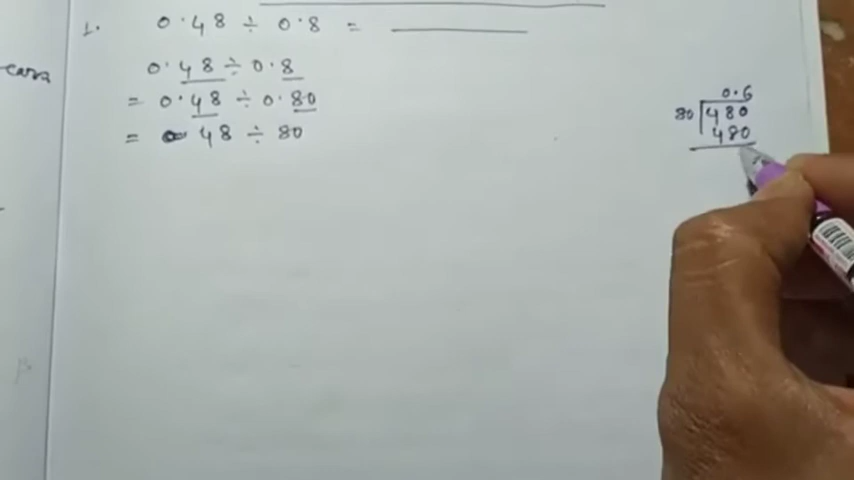 1. 0.48 ÷ 0.8 =
0.48 ÷ 0.8
= 0.48 ÷ 0.80
= 48 ÷ 80
0.6
80 480
480